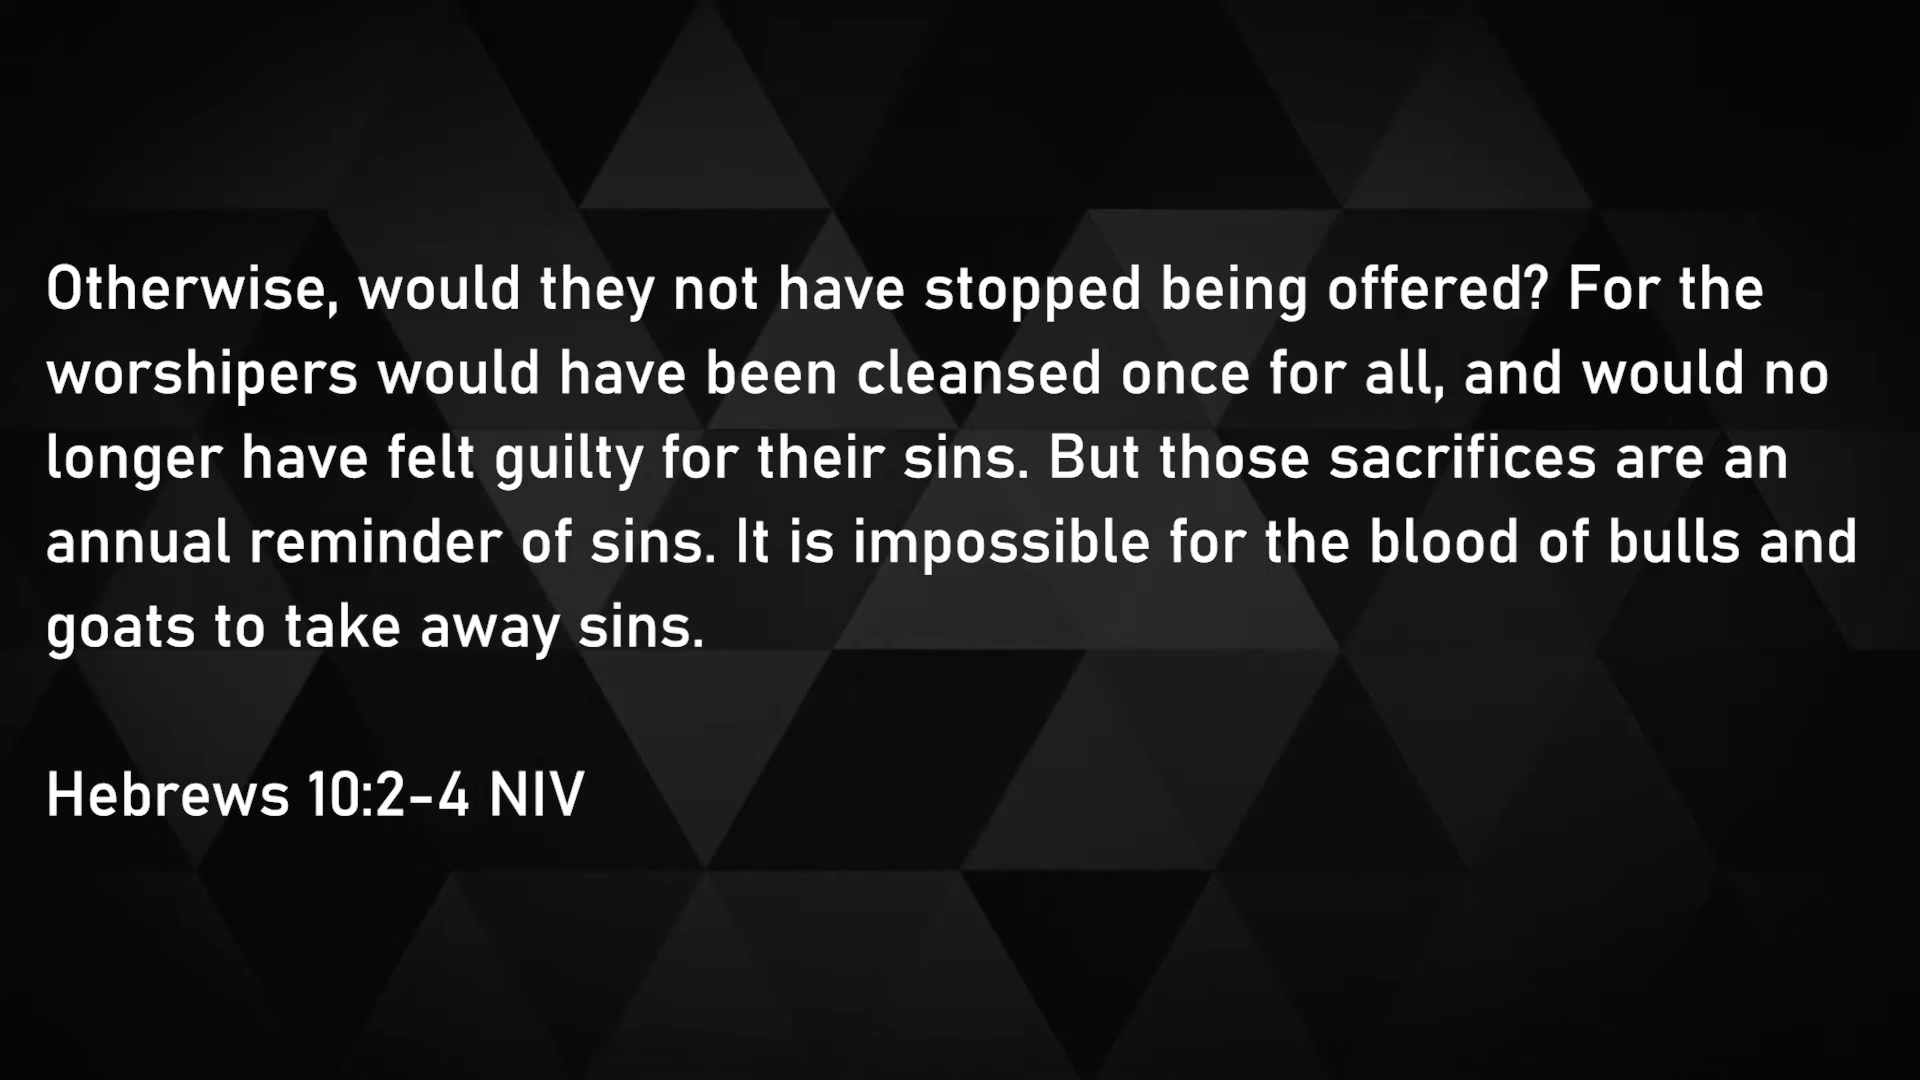 Otherwise, would they not have stopped being offered? For the
worshipers would have been cleansed once for all, and would no
longer have felt guilty for their sins. But those sacrifices are an
annual reminder of sins. It is impossible for the blood of bulls and
goats to take away sins.
Hebrews 10:2-4 NIV